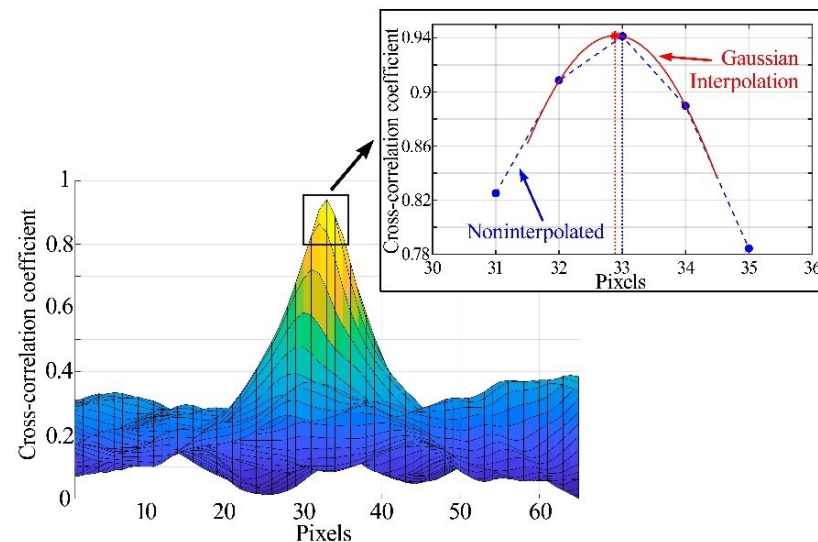 Cross-correlation coefficient
0.94
0.9
0.86
0.82
0.78
30 31 32 33 34 35 36
Pixels
Gaussian
Interpolation
Noninterpolated
Cross-correlation coefficient
1
0.8
0.6
0.4
0.2
0
10 20 30 40 50 60
Pixels